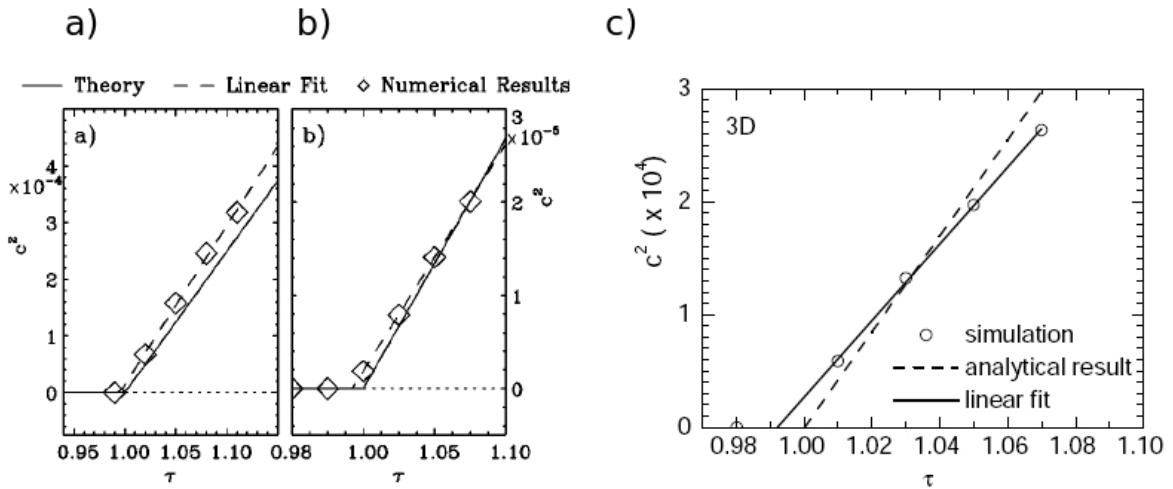 a)
b)
c)
Theory
Linear Fit
Numerical Results
a)
4
×10⁻⁴
3
2
1
0
c²
0.95 1.00 1.05 1.10
τ
b)
3
×10⁻⁵
2
c²
1
0
0.98 1.00 1.05 1.10
τ
3D
3
2
1
0
c² ( x 10⁴)
simulation
analytical result
linear fit
0.98 1.00 1.02 1.04 1.06 1.08 1.10
τ